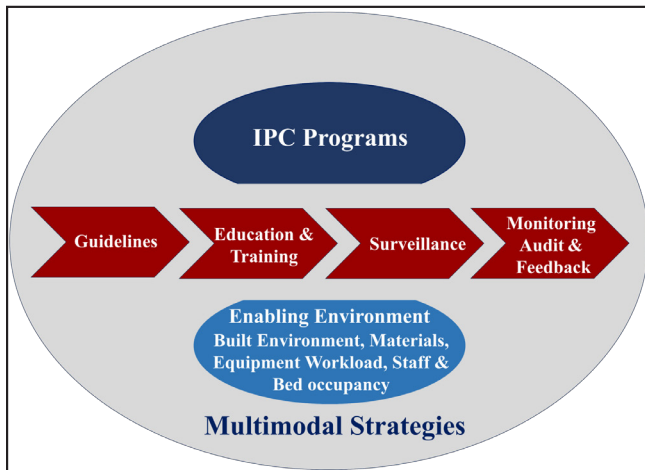 IPC Programs
Guidelines
Education &
Training
Surveillance
Monitoring
Audit &
Feedback
Enabling Environment
Built Environment, Materials,
Equipment Workload, Staff &
Bed occupancy
Multimodal Strategies